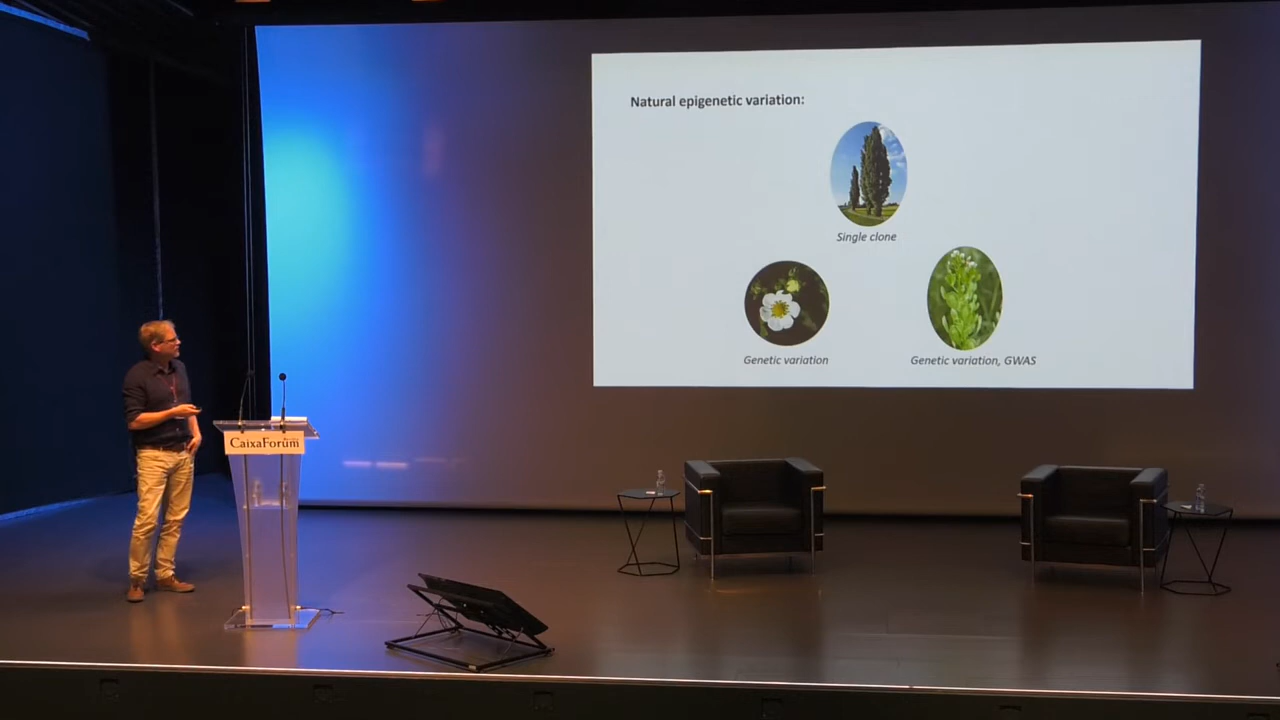 Natural epigenetic variation:
Single clone
Genetic variation
Genetic variation, GWAS
CaixaForum